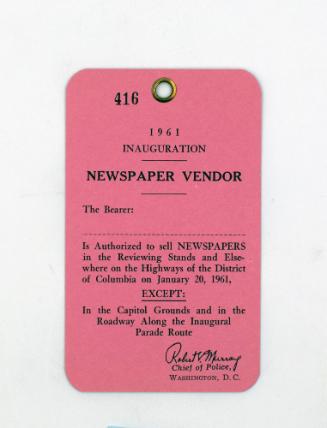 416
1961
INAUGURATION
NEWSPAPER VENDOR
The Bearer:
Is Authorized to sell NEWSPAPERS
in the Reviewing Stands and Else-
where on the Highways of the District
of Columbia on January 20, 1961,
EXCEPT:
In the Capitol Grounds and in the
Roadway Along the Inaugural
Parade Route
Robert V. Murray
Chief of Police,
WASHINGTON, D. C.